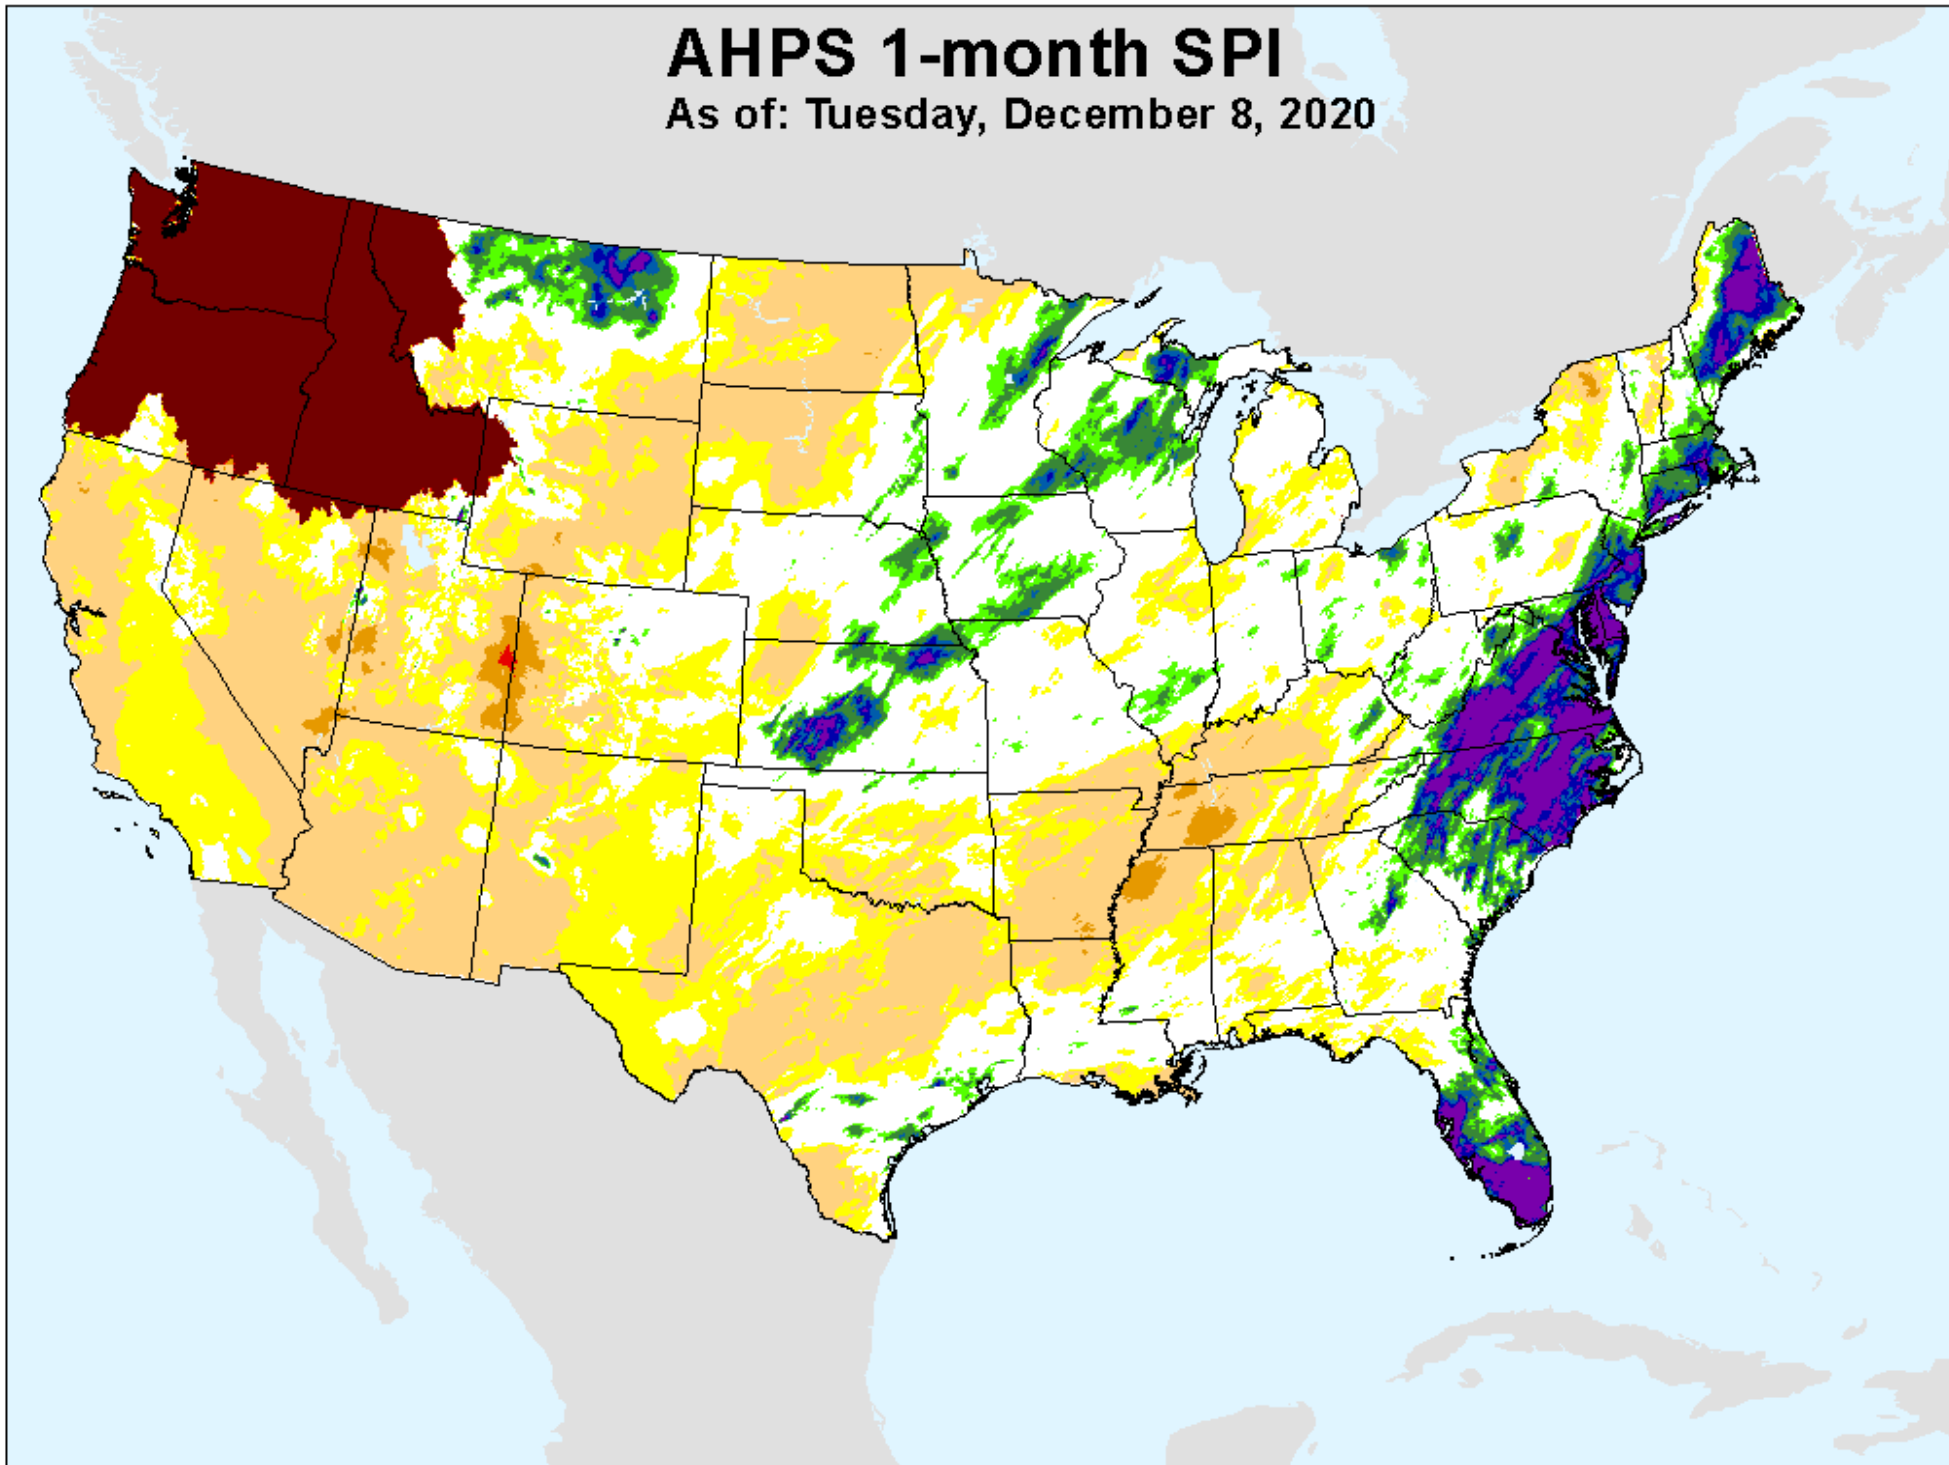 AHPS 1-month SPI
As of: Tuesday, December 8, 2020